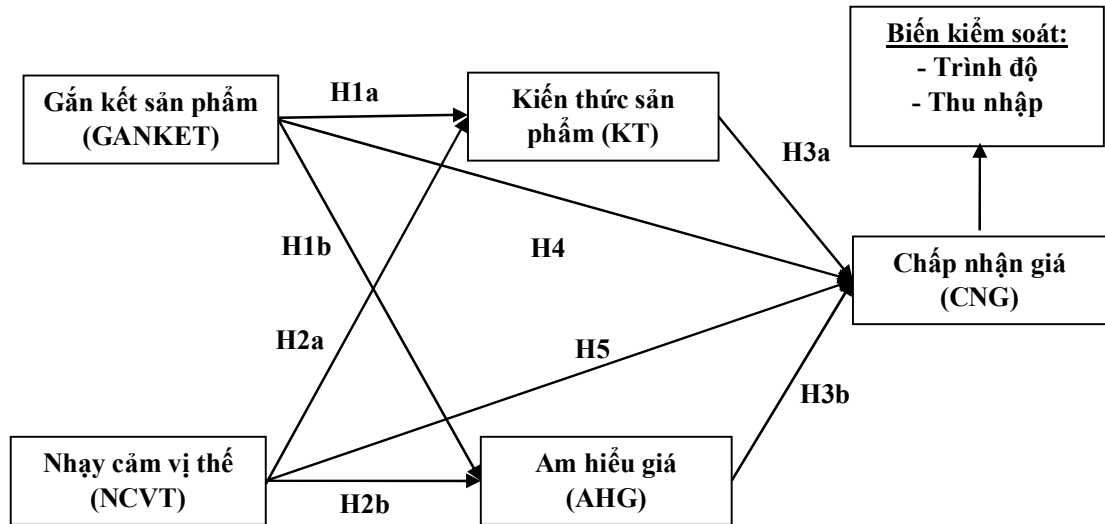 Biến kiểm soát:
- Trình độ
- Thu nhập
Gắn kết sản phẩm
(GANKET)
H1a
Kiến thức sản
phẩm (KT)
H3a
H1b
H4
Chấp nhận giá
(CNG)
H2a
H5
H3b
Nhạy cảm vị thế
(NCVT)
H2b
Am hiểu giá
(AHG)